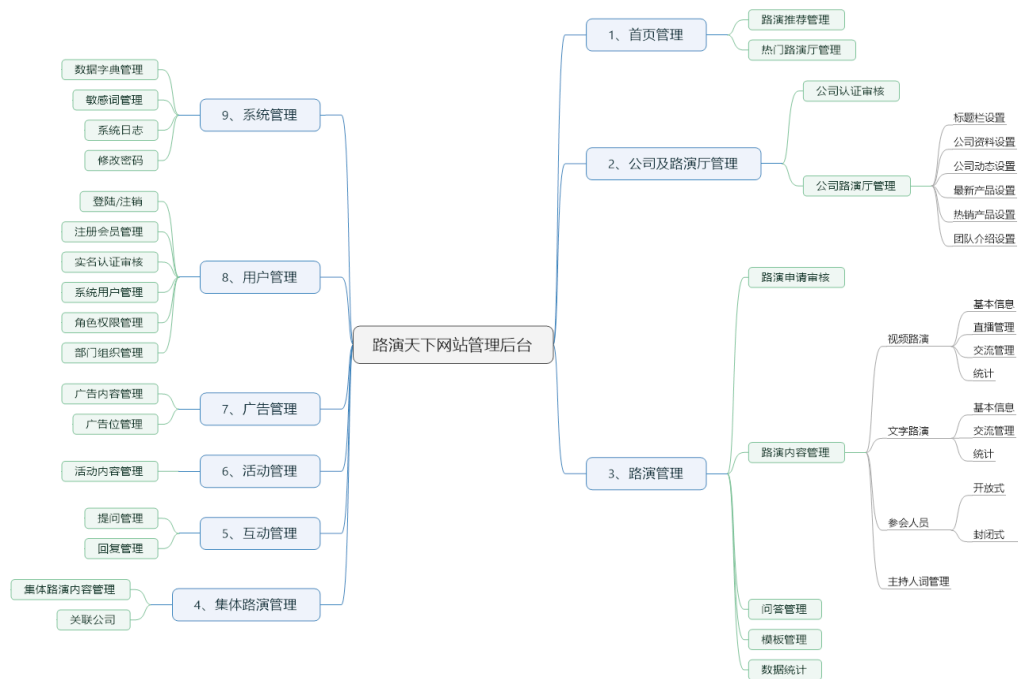 路演天下网站管理后台
1、首页管理
路演推荐管理
热门路演厅管理
2、公司及路演厅管理
公司认证审核
公司路演厅管理
标题栏设置
公司资料设置
公司动态设置
最新产品设置
热销产品设置
团队介绍设置
3、路演管理
路演申请审核
路演内容管理
视频路演
基本信息
直播管理
交流管理
统计
文字路演
基本信息
交流管理
统计
参会人员
开放式
封闭式
主持人词管理
问答管理
模板管理
数据统计
4、集体路演管理
集体路演内容管理
关联公司
5、互动管理
提问管理
回复管理
6、活动管理
活动内容管理
7、广告管理
广告内容管理
广告位管理
8、用户管理
登陆/注销
注册会员管理
实名认证审核
系统用户管理
角色权限管理
部门组织管理
9、系统管理
数据字典管理
敏感词管理
系统日志
修改密码